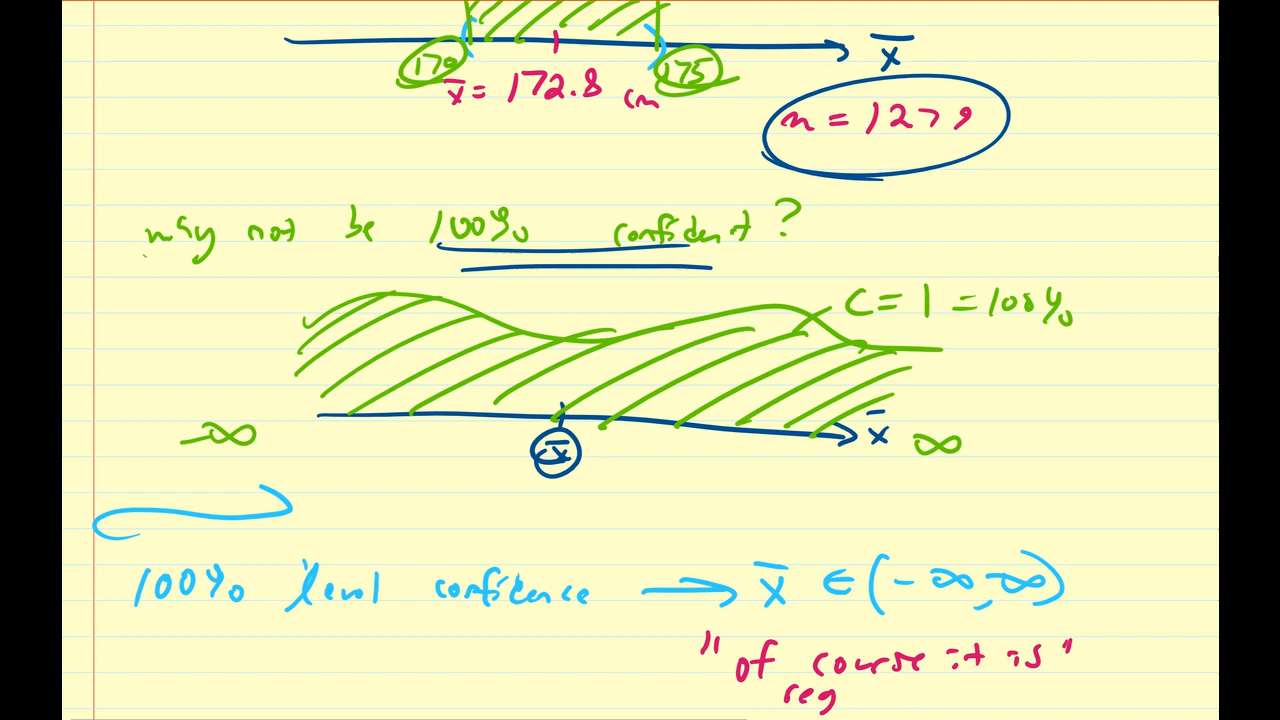 x̄
170 175
x̄ = 172.8 cm
n = 1279
why not be 100% confident?
C = 1 = 100%
-∞ x̄ x̄ ∞
100% level confidence → x̄ ∈ (-∞, ∞)
"of course it is"
reg